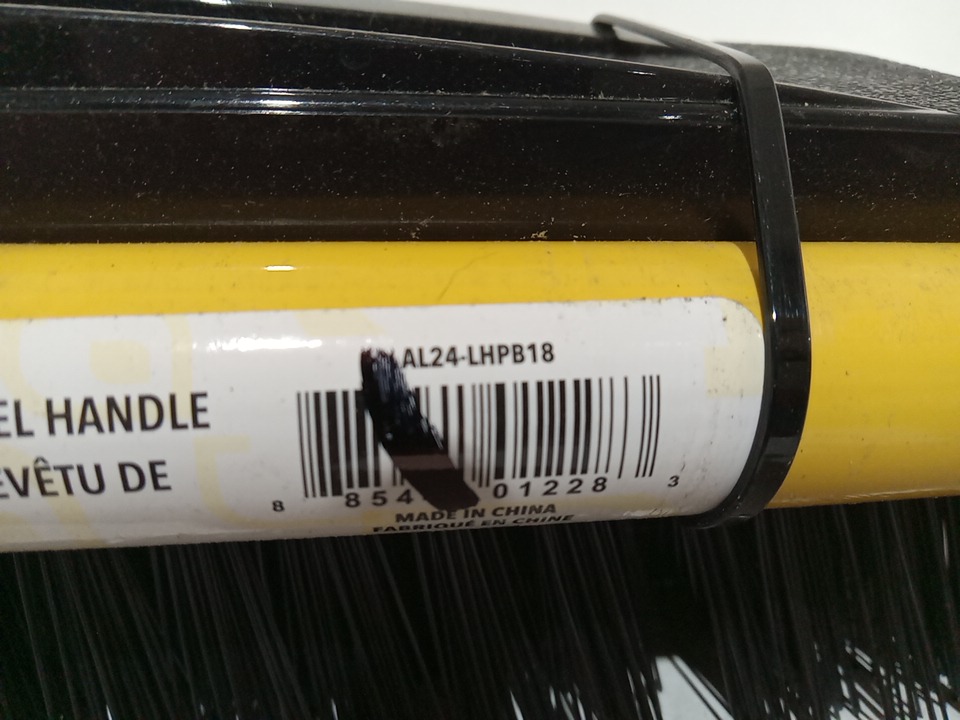 AL24-LHPB18
EL HANDLE
EVÊTU DE
8 854 01228 3
MADE IN CHINA
FABRIQUÉ EN CHINE